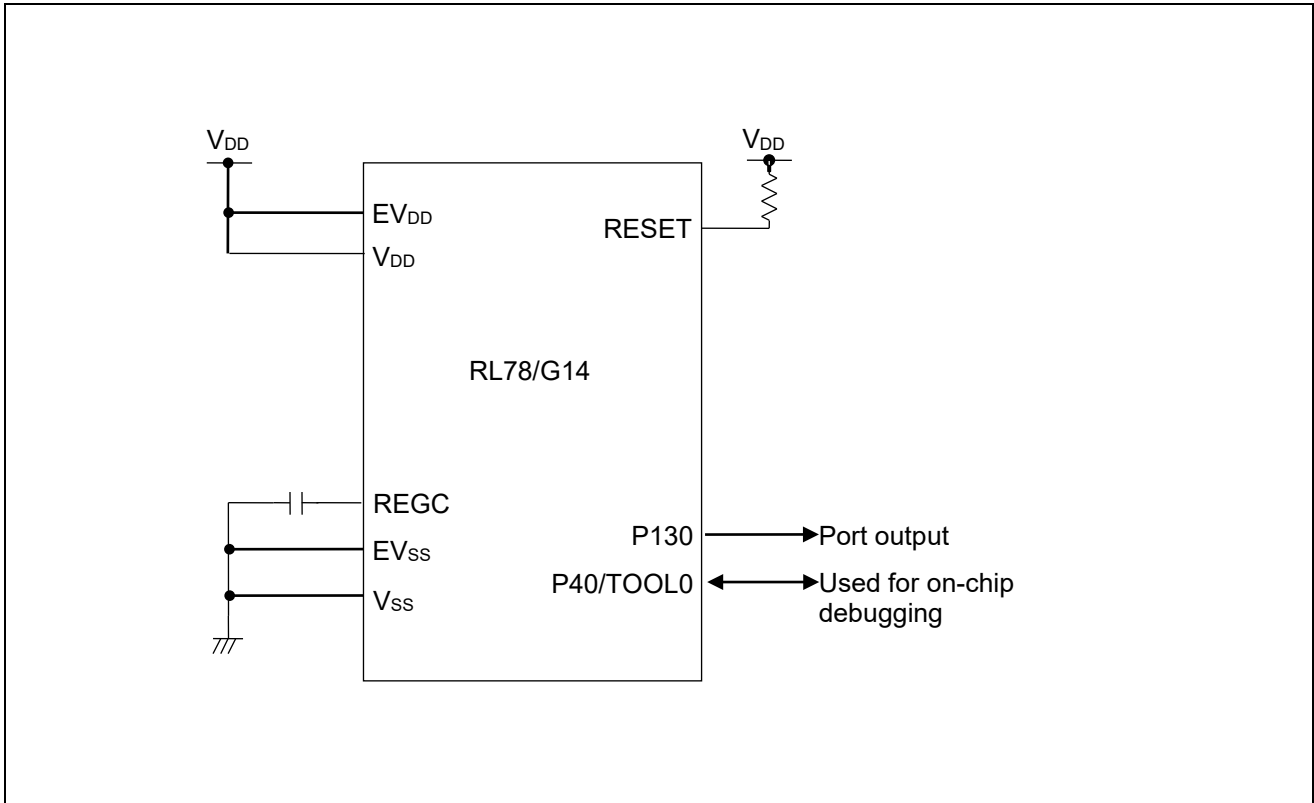 VDD
VDD
EVDD
VDD
RESET
RL78/G14
REGC
EVSS
VSS
P130
Port output
P40/TOOL0
Used for on-chip
debugging